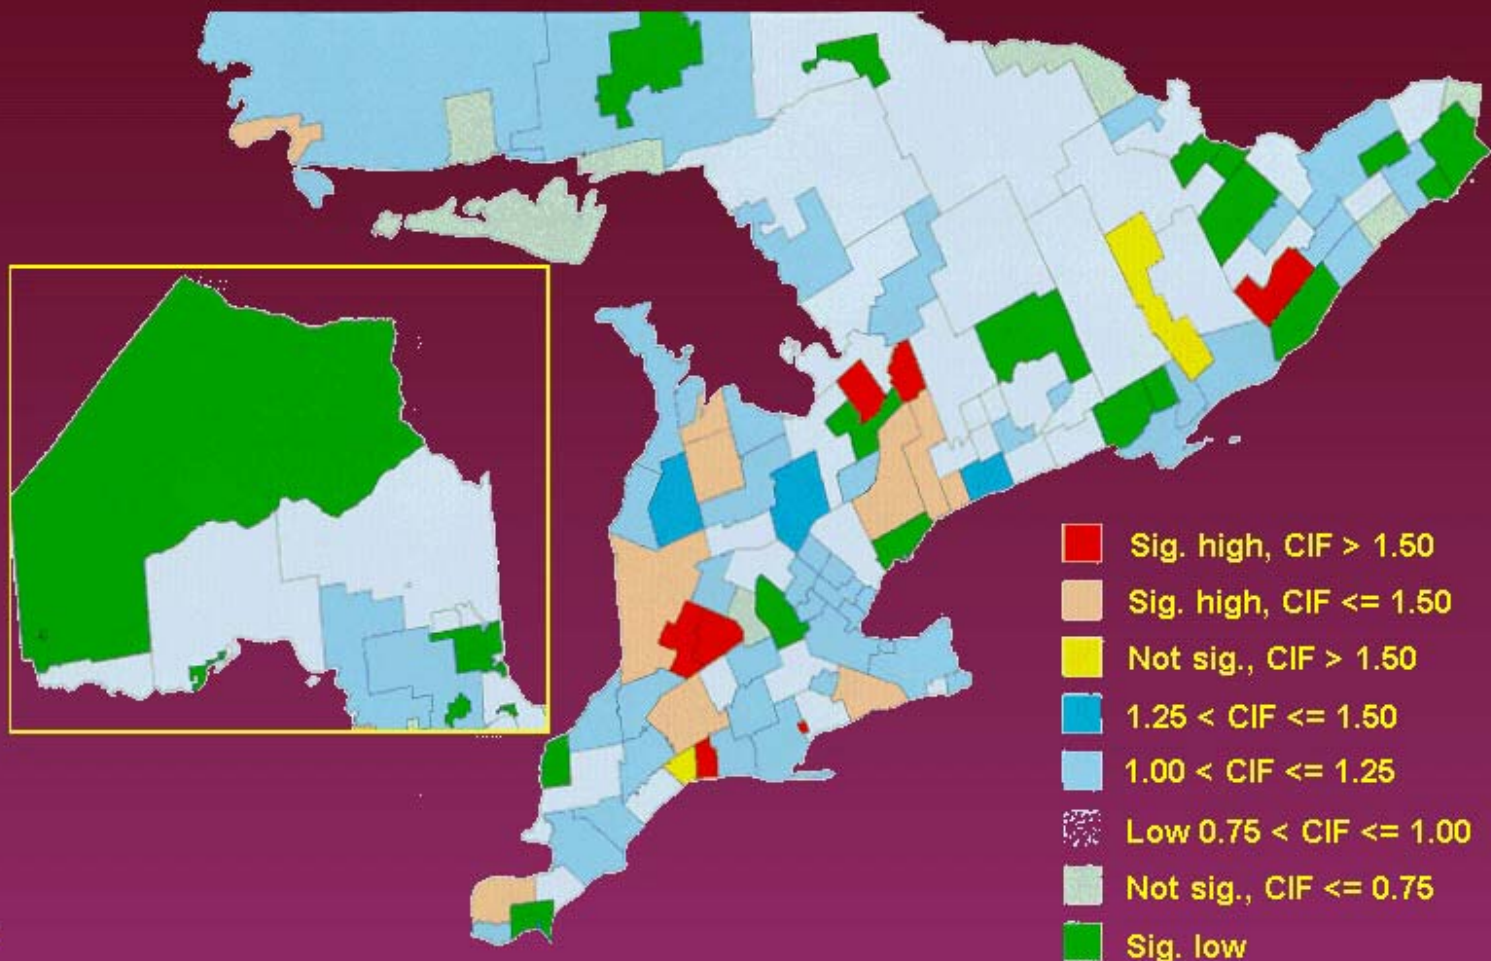 Sig. high, CIF > 1.50
Sig. high, CIF <= 1.50
Not sig., CIF > 1.50
1.25 < CIF <= 1.50
1.00 < CIF <= 1.25
Low 0.75 < CIF <= 1.00
Not sig., CIF <= 0.75
Sig. low